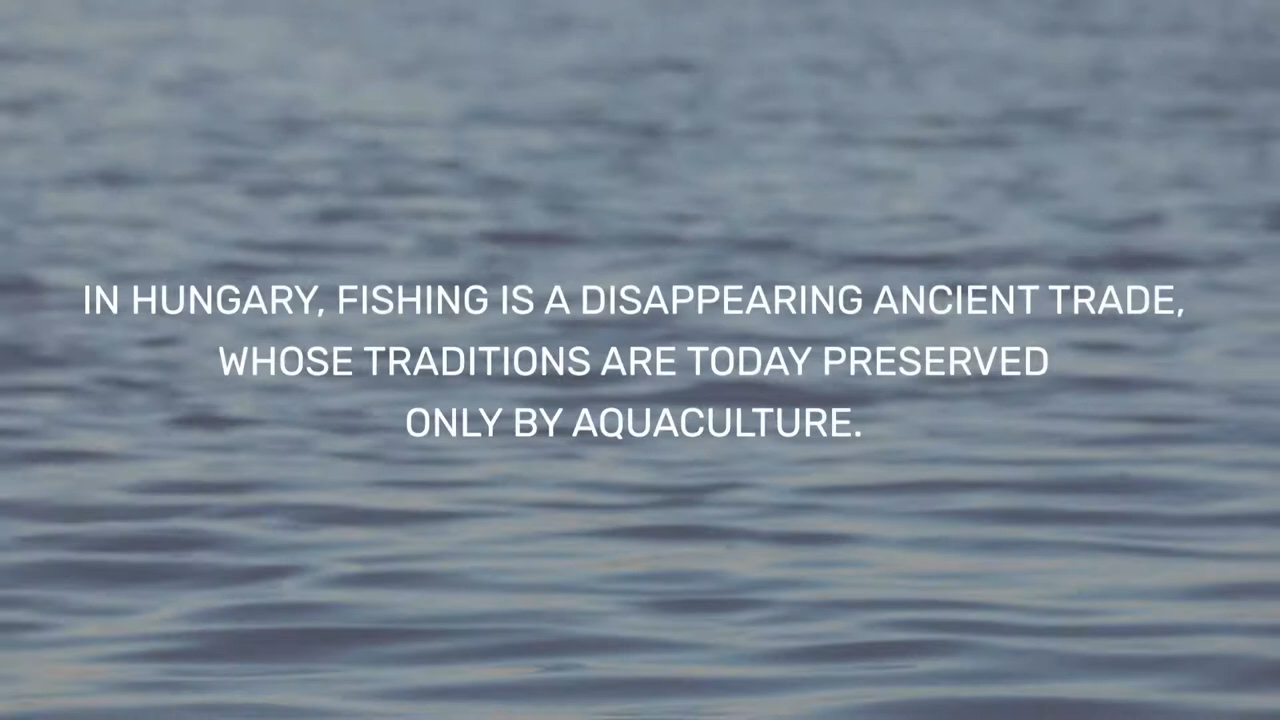 IN HUNGARY, FISHING IS A DISAPPEARING ANCIENT TRADE,
WHOSE TRADITIONS ARE TODAY PRESERVED
ONLY BY AQUACULTURE.